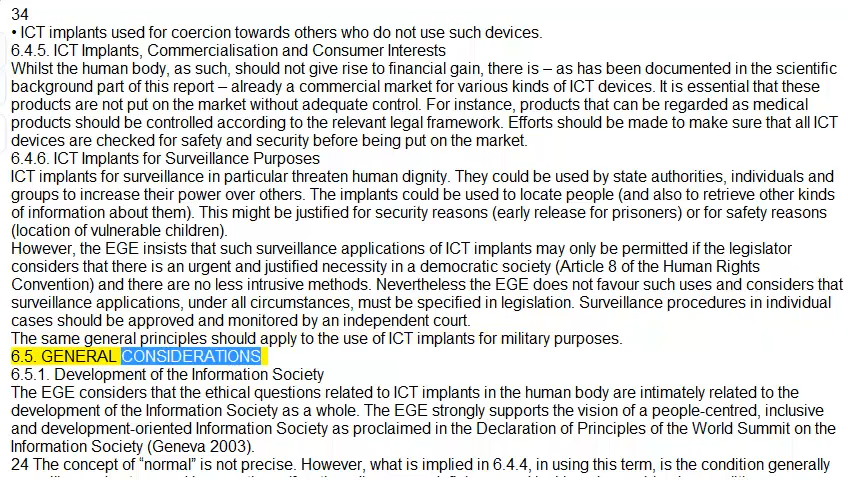 34
• ICT implants used for coercion towards others who do not use such devices.
6.4.5. ICT Implants, Commercialisation and Consumer Interests
Whilst the human body, as such, should not give rise to financial gain, there is – as has been documented in the scientific
background part of this report – already a commercial market for various kinds of ICT devices. It is essential that these
products are not put on the market without adequate control. For instance, products that can be regarded as medical
products should be controlled according to the relevant legal framework. Efforts should be made to make sure that all ICT
devices are checked for safety and security before being put on the market.
6.4.6. ICT Implants for Surveillance Purposes
ICT implants for surveillance in particular threaten human dignity. They could be used by state authorities, individuals and
groups to increase their power over others. The implants could be used to locate people (and also to retrieve other kinds
of information about them). This might be justified for security reasons (early release for prisoners) or for safety reasons
(location of vulnerable children).
However, the EGE insists that such surveillance applications of ICT implants may only be permitted if the legislator
considers that there is an urgent and justified necessity in a democratic society (Article 8 of the Human Rights
Convention) and there are no less intrusive methods. Nevertheless the EGE does not favour such uses and considers that
surveillance applications, under all circumstances, must be specified in legislation. Surveillance procedures in individual
cases should be approved and monitored by an independent court.
The same general principles should apply to the use of ICT implants for military purposes.
6.5. GENERAL CONSIDERATIONS
6.5.1. Development of the Information Society
The EGE considers that the ethical questions related to ICT implants in the human body are intimately related to the
development of the Information Society as a whole. The EGE strongly supports the vision of a people-centred, inclusive
and development-oriented Information Society as proclaimed in the Declaration of Principles of the World Summit on the
Information Society (Geneva 2003).
24 The concept of “normal” is not precise. However, what is implied in 6.4.4, in using this term, is the condition generally